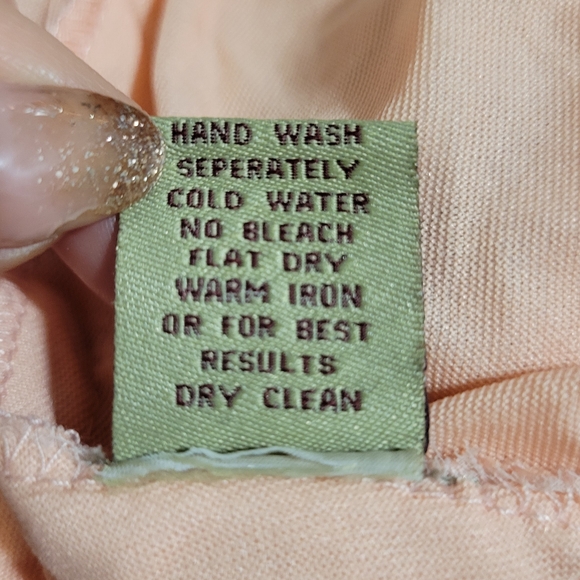 HAND WASH
SEPERATELY
COLD WATER
NO BLEACH
FLAT DRY
WARM IRON
OR FOR BEST
RESULTS
DRY CLEAN